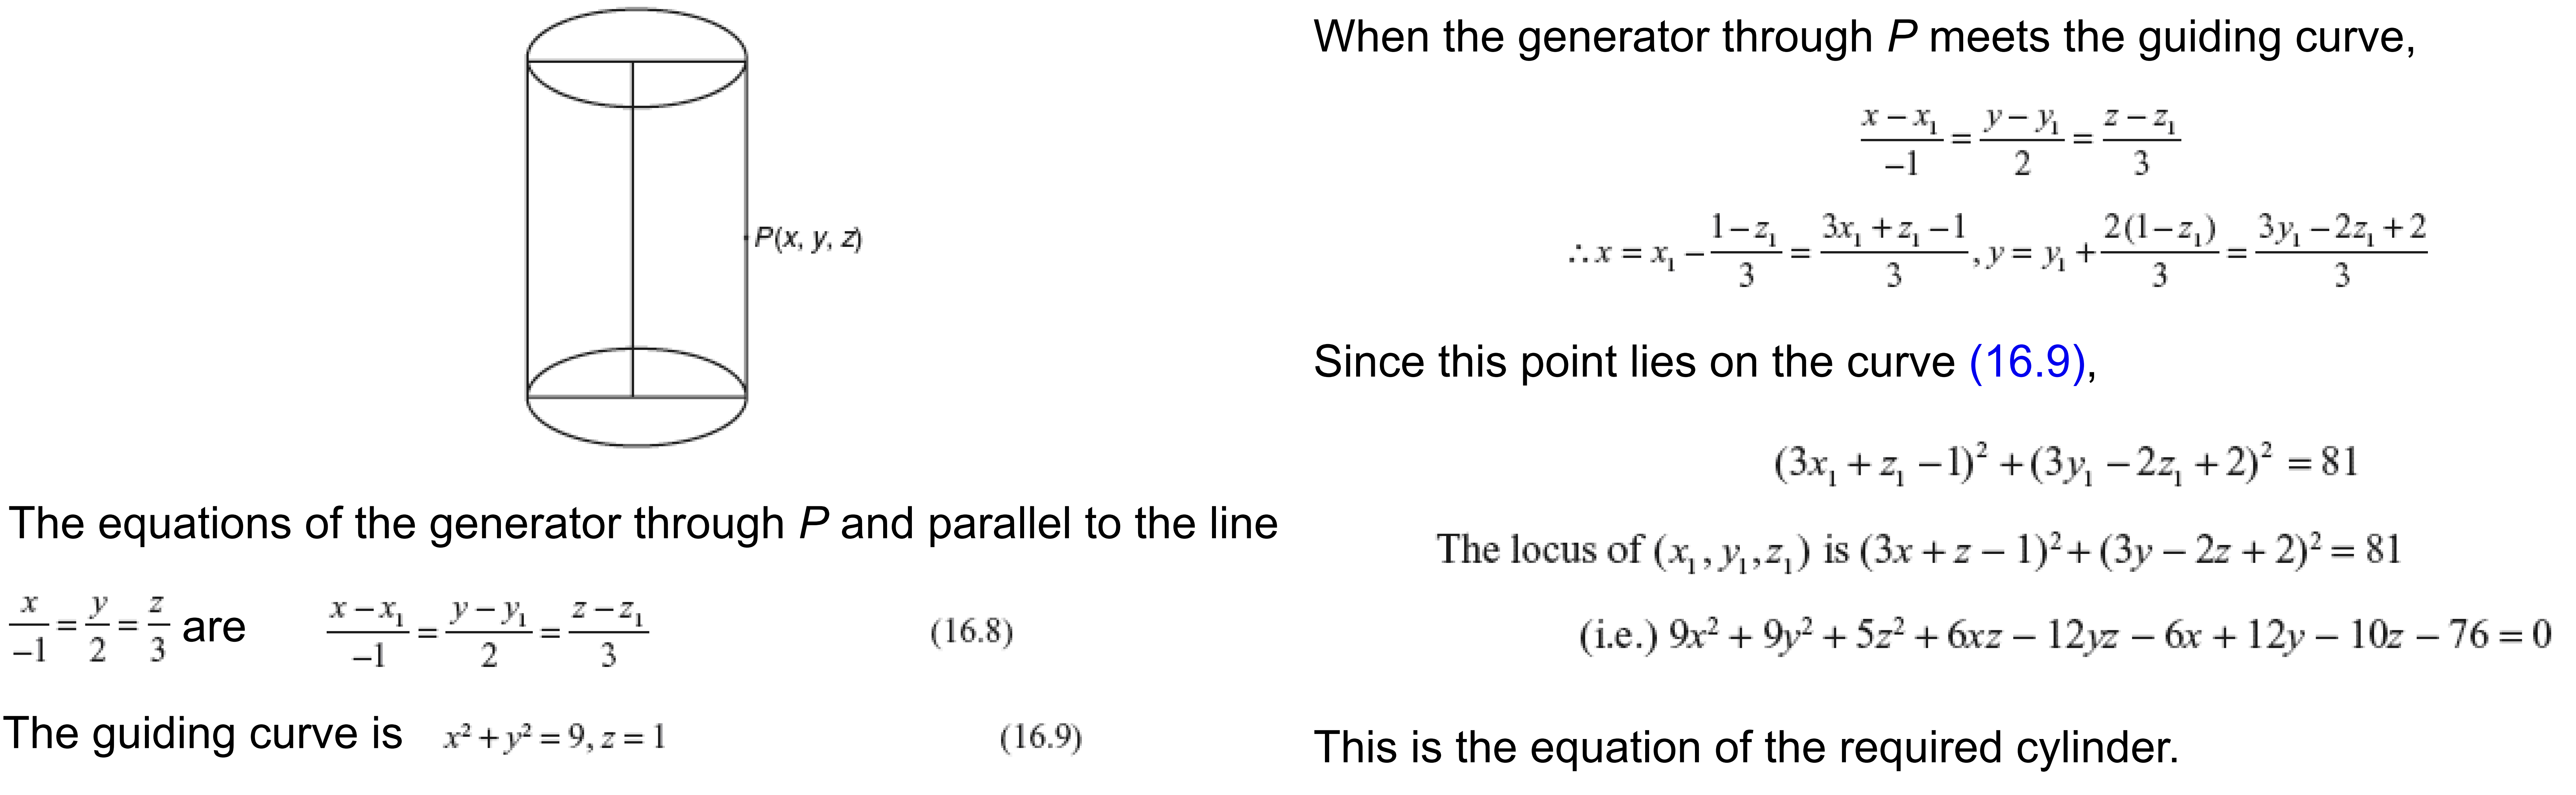 P(x, y, z)
The equations of the generator through P and parallel to the line
x/−1 = y/2 = z/3 are (x − x₁)/−1 = (y − y₁)/2 = (z − z₁)/3 (16.8)
The guiding curve is x² + y² = 9, z = 1 (16.9)
When the generator through P meets the guiding curve,
(x − x₁)/−1 = (y − y₁)/2 = (z − z₁)/3
∴ x = x₁ − (1 − z₁)/3 = (3x₁ + z₁ − 1)/3, y = y₁ + 2(1 − z₁)/3 = (3y₁ − 2z₁ + 2)/3
Since this point lies on the curve (16.9),
(3x₁ + z₁ − 1)² + (3y₁ − 2z₁ + 2)² = 81
The locus of (x₁, y₁, z₁) is (3x + z − 1)² + (3y − 2z + 2)² = 81
(i.e.) 9x² + 9y² + 5z² + 6xz − 12yz − 6x + 12y − 10z − 76 = 0
This is the equation of the required cylinder.